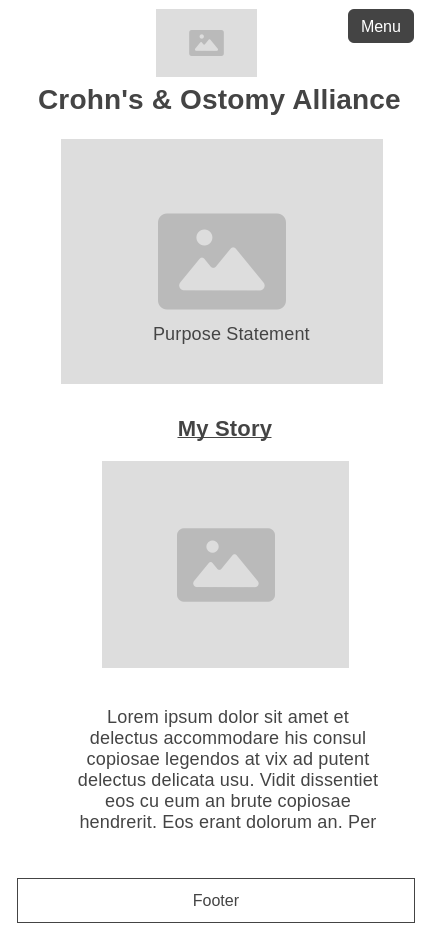 Menu
Crohn's & Ostomy Alliance
Purpose Statement
My Story
Lorem ipsum dolor sit amet et
delectus accommodare his consul
copiosae legendos at vix ad putent
delectus delicata usu. Vidit dissentiet
eos cu eum an brute copiosae
hendrerit. Eos erant dolorum an. Per
Footer